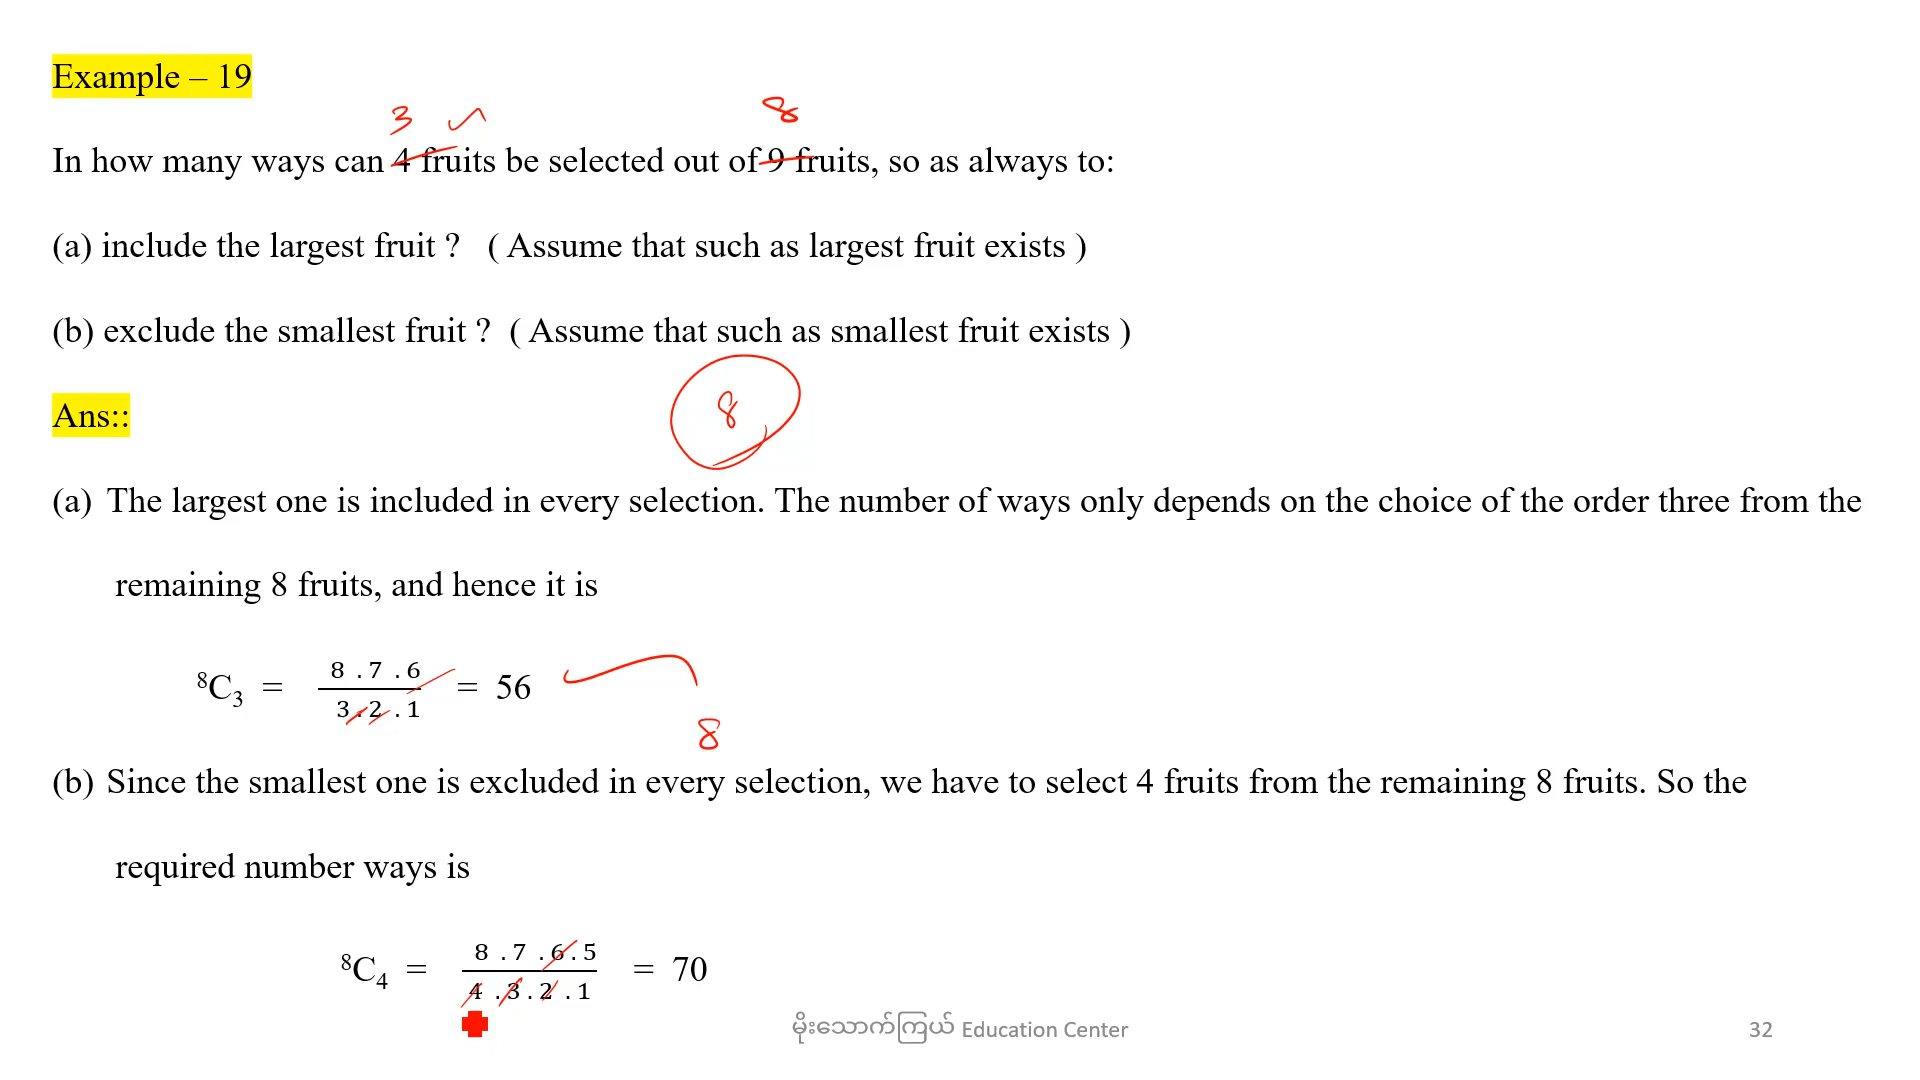 Example – 19
3 8
In how many ways can 4 fruits be selected out of 9 fruits, so as always to:
(a) include the largest fruit ? ( Assume that such as largest fruit exists )
(b) exclude the smallest fruit ? ( Assume that such as smallest fruit exists )
8
Ans::
(a) The largest one is included in every selection. The number of ways only depends on the choice of the order three from the
remaining 8 fruits, and hence it is
⁸C₃ = 8 . 7 . 6 / 3 . 2 . 1 = 56
8
(b) Since the smallest one is excluded in every selection, we have to select 4 fruits from the remaining 8 fruits. So the
required number ways is
⁸C₄ = 8 . 7 . 6 . 5 / 4 . 3 . 2 . 1 = 70
မိုးသောက်ကြယ် Education Center
32